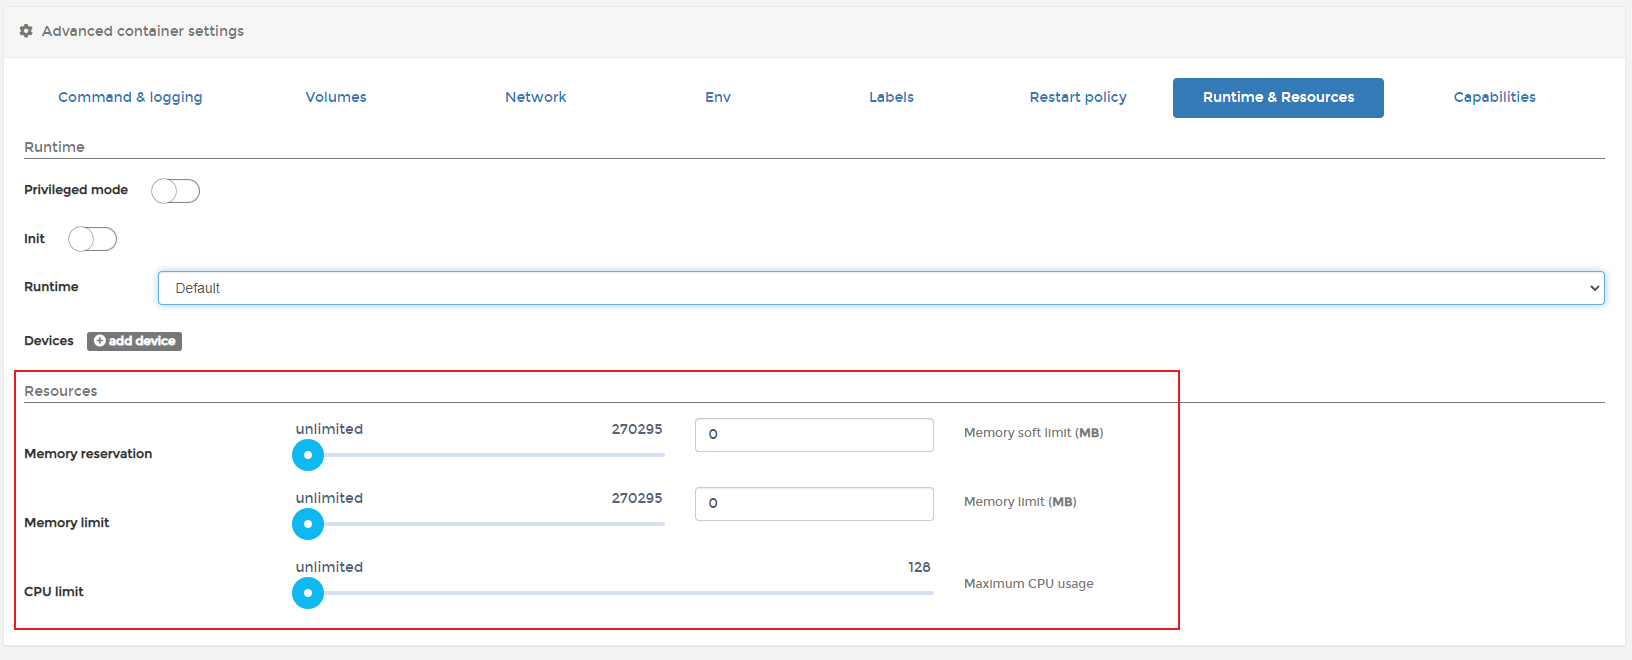 Advanced container settings
Command & logging Volumes Network Env Labels Restart policy Runtime & Resources Capabilities
Runtime
Privileged mode
Init
Runtime Default
Devices add device
Resources
unlimited 270295
Memory reservation 0 Memory soft limit (MB)
unlimited 270295
Memory limit 0 Memory limit (MB)
unlimited 128
CPU limit Maximum CPU usage